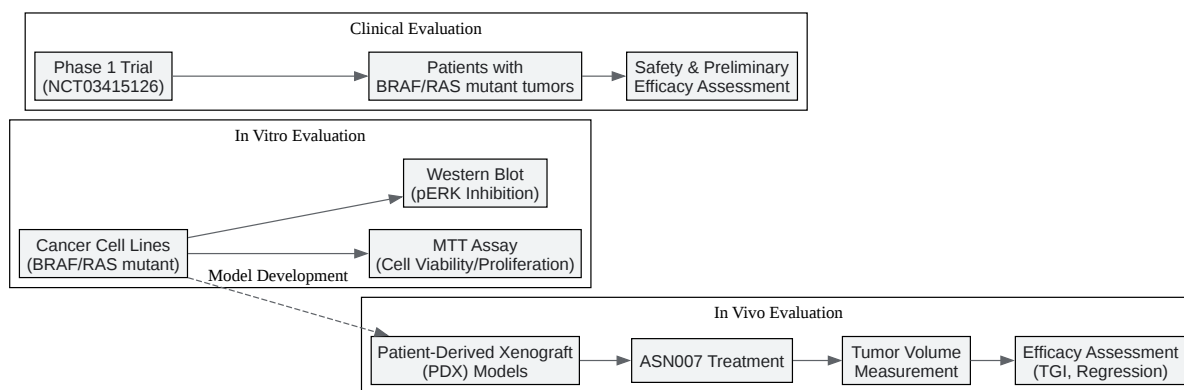 Clinical Evaluation
Phase 1 Trial
(NCT03415126)
Patients with
BRAF/RAS mutant tumors
Safety & Preliminary
Efficacy Assessment
In Vitro Evaluation
Western Blot
(pERK Inhibition)
Cancer Cell Lines
(BRAF/RAS mutant)
MTT Assay
(Cell Viability/Proliferation)
Model Development
In Vivo Evaluation
Patient-Derived Xenograft
(PDX) Models
ASN007 Treatment
Tumor Volume
Measurement
Efficacy Assessment
(TGI, Regression)